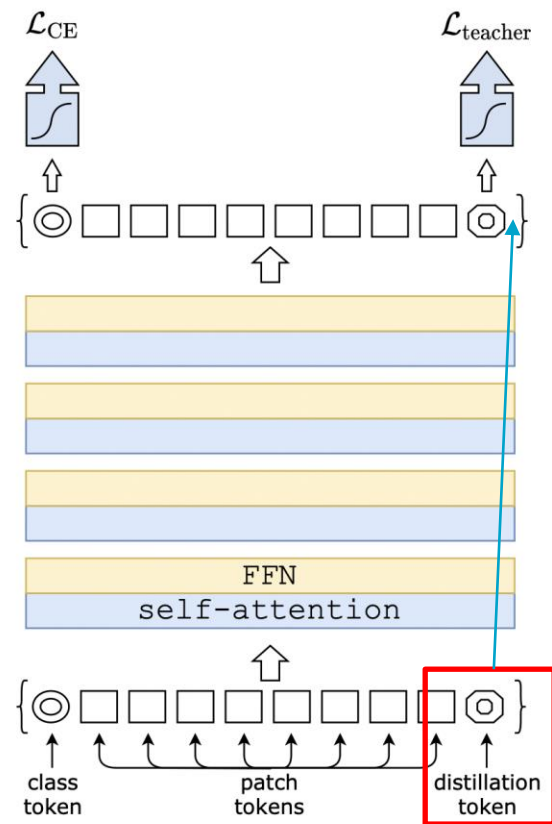 ℒCE
ℒteacher
FFN
self-attention
class
token
patch
tokens
distillation
token